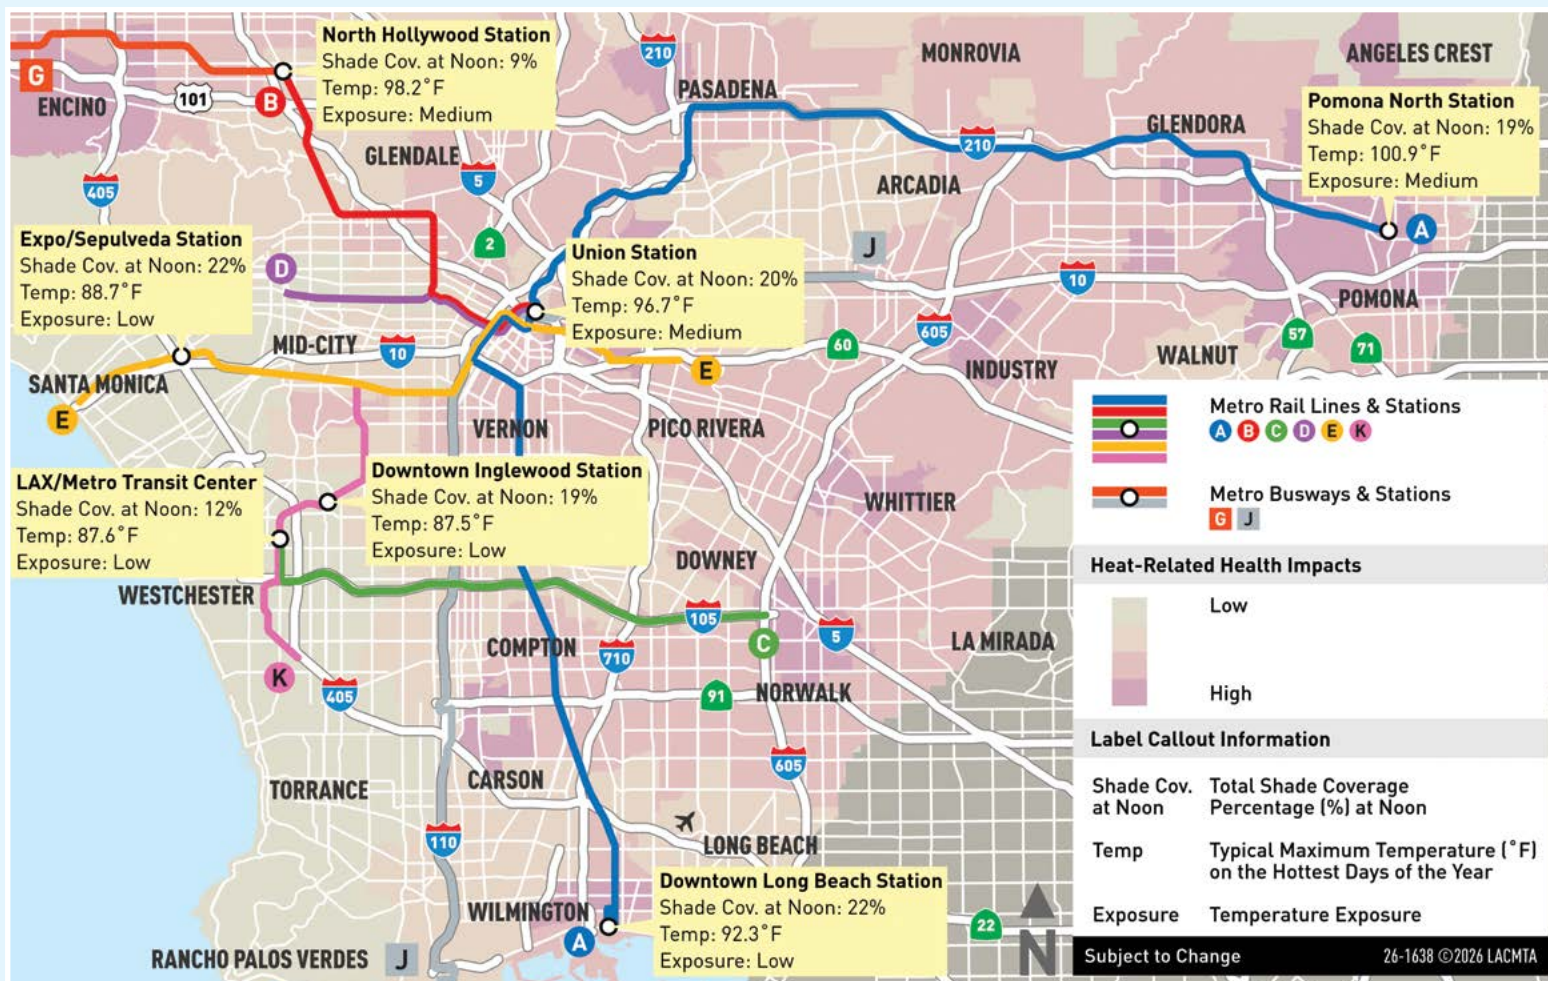 North Hollywood Station
Shade Cov. at Noon: 9%
Temp: 98.2˚F
Exposure: Medium
210
MONROVIA
ANGELES CREST
G
ENCINO
101
B
PASADENA
Pomona North Station
Shade Cov. at Noon: 19%
Temp: 100.9˚F
Exposure: Medium
GLENDORA
210
GLENDALE
5
405
ARCADIA
A
Expo/Sepulveda Station
Shade Cov. at Noon: 22%
Temp: 88.7˚F
Exposure: Low
D
2
Union Station
Shade Cov. at Noon: 20%
Temp: 96.7˚F
Exposure: Medium
J
10
POMONA
605
57
71
MID-CITY
10
60
WALNUT
INDUSTRY
SANTA MONICA
E
E
VERNON
PICO RIVERA
Metro Rail Lines & Stations
A B C D E K
Metro Busways & Stations
G J
LAX/Metro Transit Center
Shade Cov. at Noon: 12%
Temp: 87.6˚F
Exposure: Low
Downtown Inglewood Station
Shade Cov. at Noon: 19%
Temp: 87.5˚F
Exposure: Low
WHITTIER
DOWNEY
Heat-Related Health Impacts
Low
High
WESTCHESTER
105
C
5
LA MIRADA
COMPTON
710
K
405
91
NORWALK
605
Label Callout Information
Shade Cov.
at Noon
Total Shade Coverage
Percentage (%) at Noon
Temp
Typical Maximum Temperature (˚F)
on the Hottest Days of the Year
Exposure
Temperature Exposure
TORRANCE
CARSON
110
LONG BEACH
Downtown Long Beach Station
Shade Cov. at Noon: 22%
Temp: 92.3˚F
Exposure: Low
WILMINGTON
A
22
N
RANCHO PALOS VERDES
J
Subject to Change
26-1638 ©2026 LACMTA